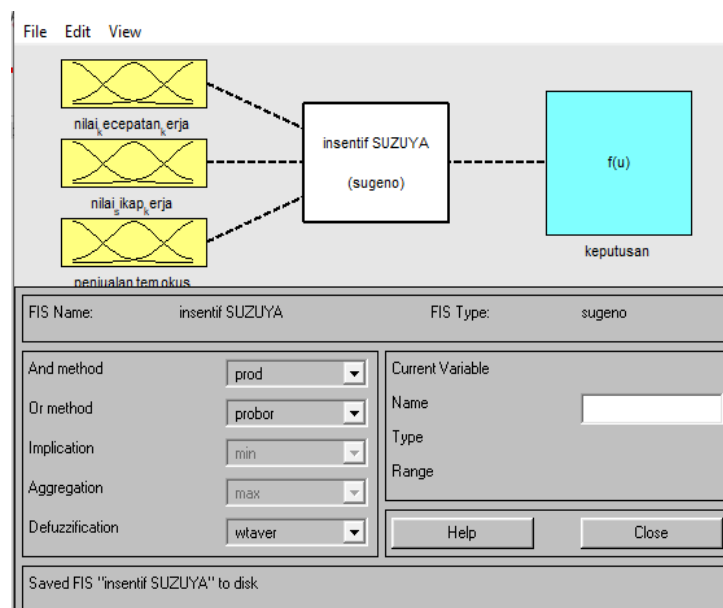 File Edit View
nilai_kecepatan_kerja
nilai_sikap_kerja
penjualan temokus
insentif SUZUYA
(sugeno)
f(u)
keputusan
FIS Name: insentif SUZUYA FIS Type: sugeno
And method prod
Or method probor
Implication min
Aggregation max
Defuzzification wtaver
Current Variable
Name
Type
Range
Help Close
Saved FIS "insentif SUZUYA" to disk